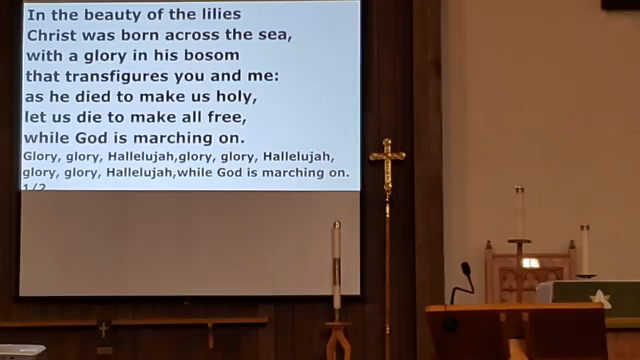 In the beauty of the lilies
Christ was born across the sea,
with a glory in his bosom
that transfigures you and me:
as he died to make us holy,
let us die to make all free,
while God is marching on.
Glory, glory, Hallelujah,glory, glory, Hallelujah,
glory, glory, Hallelujah,while God is marching on.
1/2